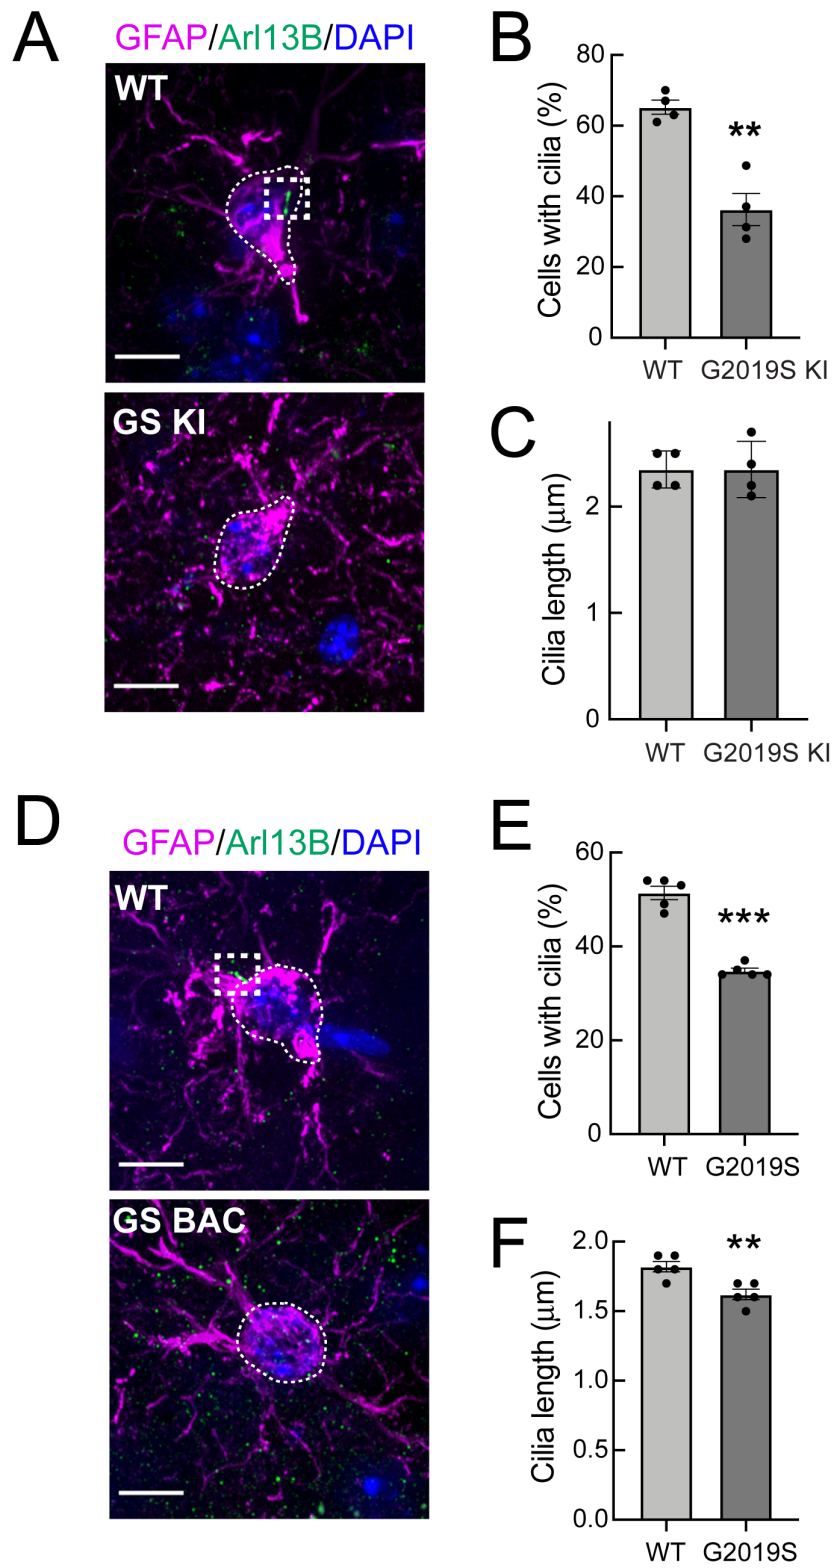 A
GFAP/Arl13B/DAPI
WT
GS KI
B
Cells with cilia (%)
80
60
40
20
0
**
WT G2019S KI
C
Cilia length (μm)
2
1
0
WT G2019S KI
D
GFAP/Arl13B/DAPI
WT
GS BAC
E
Cells with cilia (%)
60
40
20
0
***
WT G2019S
F
Cilia length (μm)
2.0
1.5
1.0
0.5
0.0
**
WT G2019S